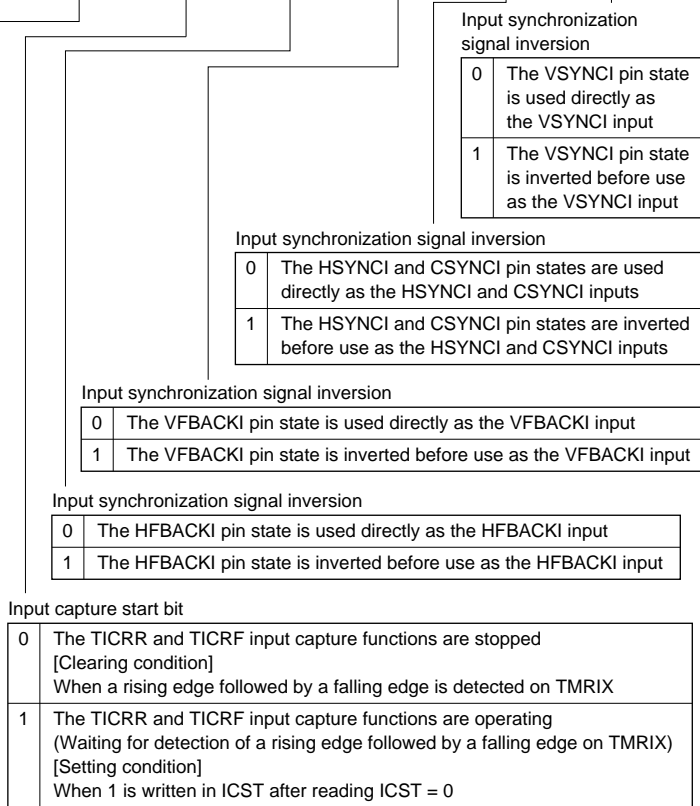 Input synchronization
signal inversion
0 The VSYNCI pin state
is used directly as
the VSYNCI input
1 The VSYNCI pin state
is inverted before use
as the VSYNCI input
Input synchronization signal inversion
0 The HSYNCI and CSYNCI pin states are used
directly as the HSYNCI and CSYNCI inputs
1 The HSYNCI and CSYNCI pin states are inverted
before use as the HSYNCI and CSYNCI inputs
Input synchronization signal inversion
0 The VFBACKI pin state is used directly as the VFBACKI input
1 The VFBACKI pin state is inverted before use as the VFBACKI input
Input synchronization signal inversion
0 The HFBACKI pin state is used directly as the HFBACKI input
1 The HFBACKI pin state is inverted before use as the HFBACKI input
Input capture start bit
0 The TICRR and TICRF input capture functions are stopped
[Clearing condition]
When a rising edge followed by a falling edge is detected on TMRIX
1 The TICRR and TICRF input capture functions are operating
(Waiting for detection of a rising edge followed by a falling edge on TMRIX)
[Setting condition]
When 1 is written in ICST after reading ICST = 0